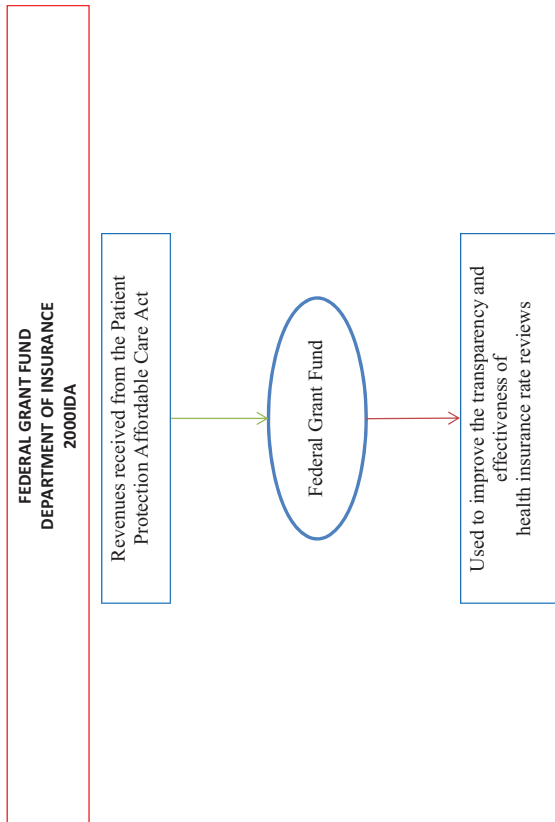 FEDERAL GRANT FUND
DEPARTMENT OF INSURANCE
2000IDA
Revenues received from the Patient
Protection Affordable Care Act
Federal Grant Fund
Used to improve the transparency and
effectiveness of
health insurance rate reviews